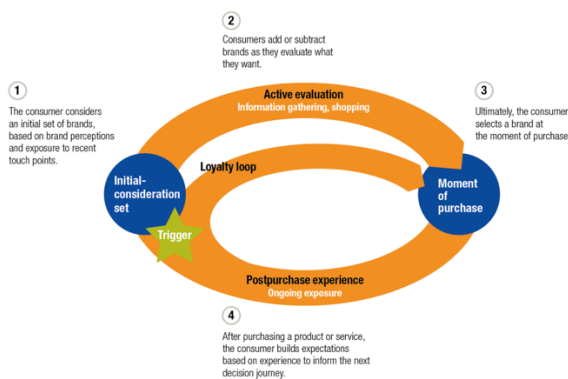 2
Consumers add or subtract
brands as they evaluate what
they want.
1
The consumer considers
an initial set of brands,
based on brand perceptions
and exposure to recent
touch points.
Active evaluation
Information gathering, shopping
3
Ultimately, the consumer
selects a brand at
the moment of purchase
Loyalty loop
Initial-
consideration
set
Trigger
Moment
of
purchase
Postpurchase experience
Ongoing exposure
4
After purchasing a product or service,
the consumer builds expectations
based on experience to inform the next
decision journey.